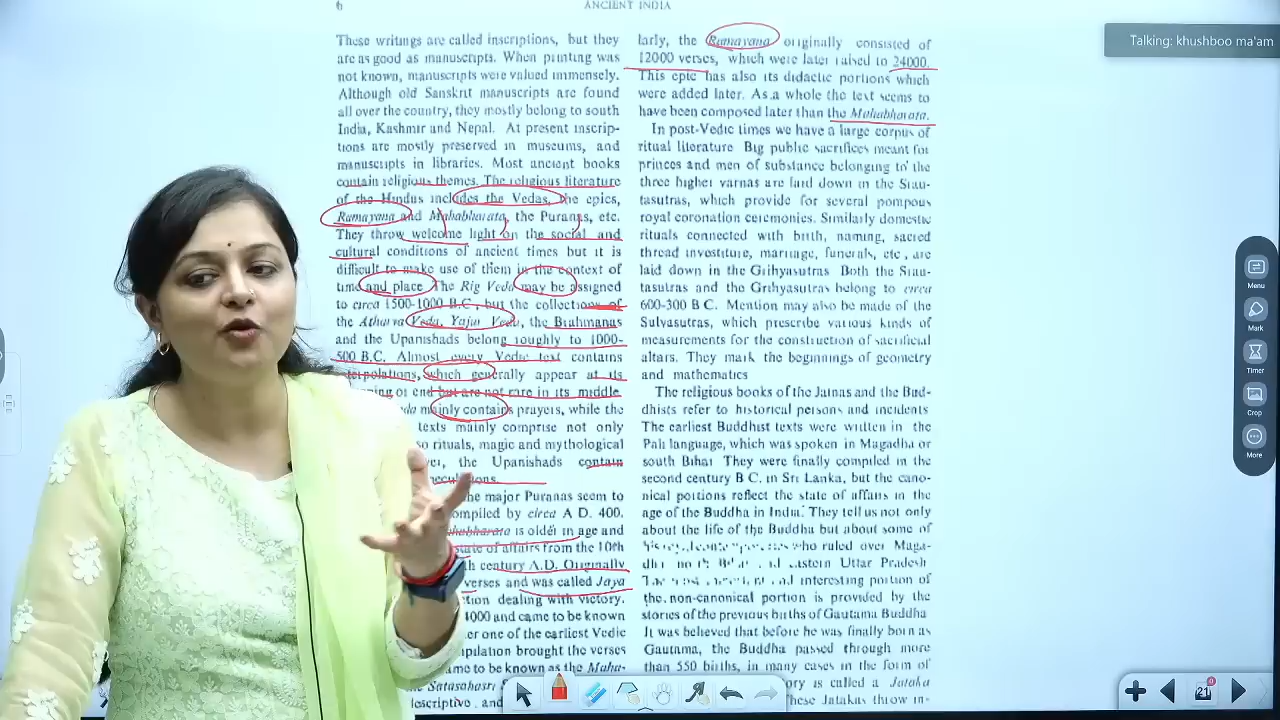 6
ANCIENT INDIA
Talking: khushboo ma'am
These writings are called inscriptions, but they
are as good as manuscripts. When printing was
not known, manuscripts were valued immensely.
Although old Sanskrit manuscripts are found
all over the country, they mostly belong to south
India, Kashmir and Nepal. At present inscrip-
tions are mostly preserved in museums, and
manuscripts in libraries. Most ancient books
contain religious themes. The religious literature
of the Hindus includes the Vedas, the epics,
Ramayana and Mahabharata, the Puranas, etc.
They throw welcome light on the social and
cultural conditions of ancient times but it is
difficult to make use of them in the context of
time and place The Rig Veda may be assigned
to circa 1500-1000 B.C., but the collections of
the Atharva Veda, Yajur Veda, the Brahmanas
and the Upanishads belong roughly to 1000-
500 B.C. Almost every Vedic text contains
interpolations, which generally appear at its
or end but are not rare in its middle
mainly contains prayers, while the
texts mainly comprise not only
rituals, magic and mythological
the Upanishads contain
major Puranas seem to
by circa A D. 400.
is older in age and
state of affairs from the 10th
century A.D. Originally
verses and was called Jaya
dealing with victory.
and came to be known
one of the earliest Vedic
brought the verses
to be known as the Maha-
Satasahasri
and
larly, the Ramayana originally consisted of
12000 verses, which were later raised to 24000.
This epic has also its didactic portions which
were added later. As a whole the text seems to
have been composed later than the Mahabharata.
In post-Vedic times we have a large corpus of
ritual literature Big public sacrifices meant for
princes and men of substance belonging to the
three higher varnas are laid down in the Srau-
tasutras, which provide for several pompous
royal coronation ceremonies. Similarly domestic
rituals connected with birth, naming, sacred
thread investiture, marriage, funerals, etc, are
laid down in the Grihyasutras Both the Srau-
tasutras and the Grihyasutras belong to circa
600-300 B C. Mention may also be made of the
Sulvasutras, which prescribe various kinds of
measurements for the construction of sacrificial
altars. They mark the beginnings of geometry
and mathematics
The religious books of the Jainas and the Bud-
dhists refer to historical persons and incidents
The earliest Buddhist texts were written in the
Pali language, which was spoken in Magadha or
south Bihar They were finally compiled in the
second century B C. in Sri Lanka, but the cano-
nical portions reflect the state of affairs in the
age of the Buddha in India. They tell us not only
about the life of the Buddha but about some of
who ruled over Maga-
eastern Uttar Pradesh
and interesting portion of
the non-canonical portion is provided by the
stories of the previous births of Gautama Buddha
It was believed that before he was finally born as
Gautama, the Buddha passed through more
than 550 births, in many cases in the form of
is called a Jataka
These Jatakas throw in-
Menu
Mark
Timer
Crop
More
21